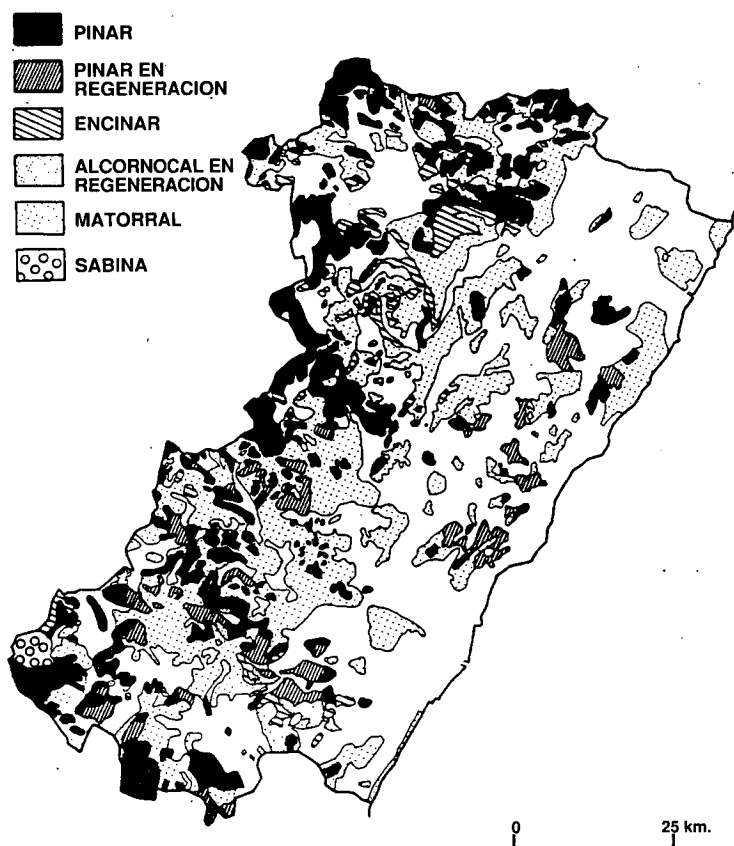 PINAR
PINAR EN
REGENERACION
ENCINAR
ALCORNOCAL EN
REGENERACION
MATORRAL
SABINA
0 25 km.